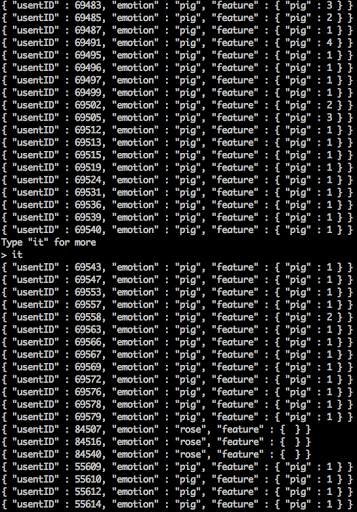 { "usentID" : 69483, "emotion" : "pig", "feature" : { "pig" : 3 } }
{ "usentID" : 69485, "emotion" : "pig", "feature" : { "pig" : 2 } }
{ "usentID" : 69487, "emotion" : "pig", "feature" : { "pig" : 1 } }
{ "usentID" : 69491, "emotion" : "pig", "feature" : { "pig" : 4 } }
{ "usentID" : 69495, "emotion" : "pig", "feature" : { "pig" : 1 } }
{ "usentID" : 69496, "emotion" : "pig", "feature" : { "pig" : 1 } }
{ "usentID" : 69497, "emotion" : "pig", "feature" : { "pig" : 1 } }
{ "usentID" : 69499, "emotion" : "pig", "feature" : { "pig" : 1 } }
{ "usentID" : 69502, "emotion" : "pig", "feature" : { "pig" : 2 } }
{ "usentID" : 69505, "emotion" : "pig", "feature" : { "pig" : 3 } }
{ "usentID" : 69512, "emotion" : "pig", "feature" : { "pig" : 1 } }
{ "usentID" : 69513, "emotion" : "pig", "feature" : { "pig" : 1 } }
{ "usentID" : 69515, "emotion" : "pig", "feature" : { "pig" : 1 } }
{ "usentID" : 69519, "emotion" : "pig", "feature" : { "pig" : 1 } }
{ "usentID" : 69524, "emotion" : "pig", "feature" : { "pig" : 1 } }
{ "usentID" : 69531, "emotion" : "pig", "feature" : { "pig" : 1 } }
{ "usentID" : 69536, "emotion" : "pig", "feature" : { "pig" : 1 } }
{ "usentID" : 69539, "emotion" : "pig", "feature" : { "pig" : 1 } }
{ "usentID" : 69540, "emotion" : "pig", "feature" : { "pig" : 1 } }
Type "it" for more
> it
{ "usentID" : 69543, "emotion" : "pig", "feature" : { "pig" : 1 } }
{ "usentID" : 69547, "emotion" : "pig", "feature" : { "pig" : 1 } }
{ "usentID" : 69553, "emotion" : "pig", "feature" : { "pig" : 1 } }
{ "usentID" : 69557, "emotion" : "pig", "feature" : { "pig" : 1 } }
{ "usentID" : 69558, "emotion" : "pig", "feature" : { "pig" : 2 } }
{ "usentID" : 69563, "emotion" : "pig", "feature" : { "pig" : 1 } }
{ "usentID" : 69566, "emotion" : "pig", "feature" : { "pig" : 1 } }
{ "usentID" : 69567, "emotion" : "pig", "feature" : { "pig" : 1 } }
{ "usentID" : 69569, "emotion" : "pig", "feature" : { "pig" : 1 } }
{ "usentID" : 69572, "emotion" : "pig", "feature" : { "pig" : 1 } }
{ "usentID" : 69576, "emotion" : "pig", "feature" : { "pig" : 1 } }
{ "usentID" : 69578, "emotion" : "pig", "feature" : { "pig" : 1 } }
{ "usentID" : 69579, "emotion" : "pig", "feature" : { "pig" : 1 } }
{ "usentID" : 84507, "emotion" : "rose", "feature" : {  } }
{ "usentID" : 84516, "emotion" : "rose", "feature" : {  } }
{ "usentID" : 84540, "emotion" : "rose", "feature" : {  } }
{ "usentID" : 55609, "emotion" : "pig", "feature" : { "pig" : 1 } }
{ "usentID" : 55610, "emotion" : "pig", "feature" : { "pig" : 1 } }
{ "usentID" : 55612, "emotion" : "pig", "feature" : { "pig" : 1 } }
{ "usentID" : 55614, "emotion" : "pig", "feature" : { "pig" : 1 } }